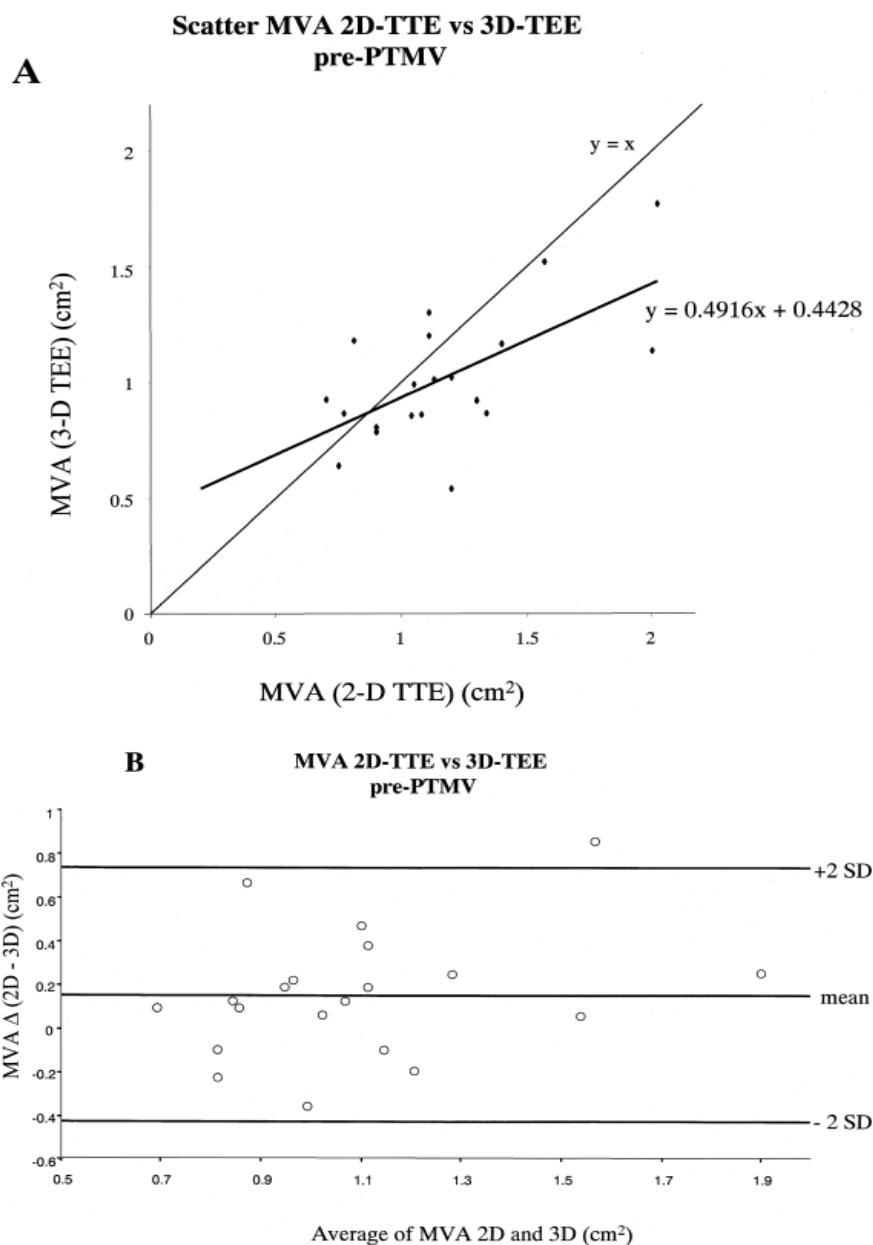 Scatter MVA 2D-TTE vs 3D-TEE
pre-PTMV
A
y = x
2
1.5
1
0.5
0
MVA (3-D TEE) (cm²)
y = 0.4916x + 0.4428
0 0.5 1 1.5 2
MVA (2-D TTE) (cm²)
B
MVA 2D-TTE vs 3D-TEE
pre-PTMV
1
0.8
0.6
0.4
0.2
0
-0.2
-0.4
-0.6
MVA Δ (2D - 3D) (cm²)
+2 SD
mean
- 2 SD
0.5 0.7 0.9 1.1 1.3 1.5 1.7 1.9
Average of MVA 2D and 3D (cm²)